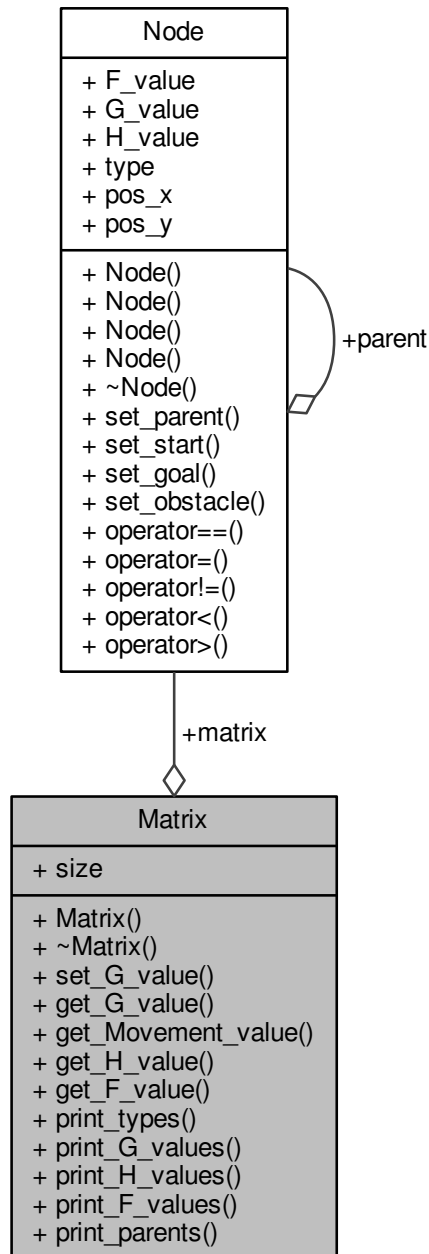 Node
+ F_value
+ G_value
+ H_value
+ type
+ pos_x
+ pos_y
+ Node()
+ Node()
+ Node()
+ Node()
+ ~Node()
+ set_parent()
+ set_start()
+ set_goal()
+ set_obstacle()
+ operator==()
+ operator=()
+ operator!=()
+ operator<()
+ operator>()
+parent
+matrix
Matrix
+ size
+ Matrix()
+ ~Matrix()
+ set_G_value()
+ get_G_value()
+ get_Movement_value()
+ get_H_value()
+ get_F_value()
+ print_types()
+ print_G_values()
+ print_H_values()
+ print_F_values()
+ print_parents()